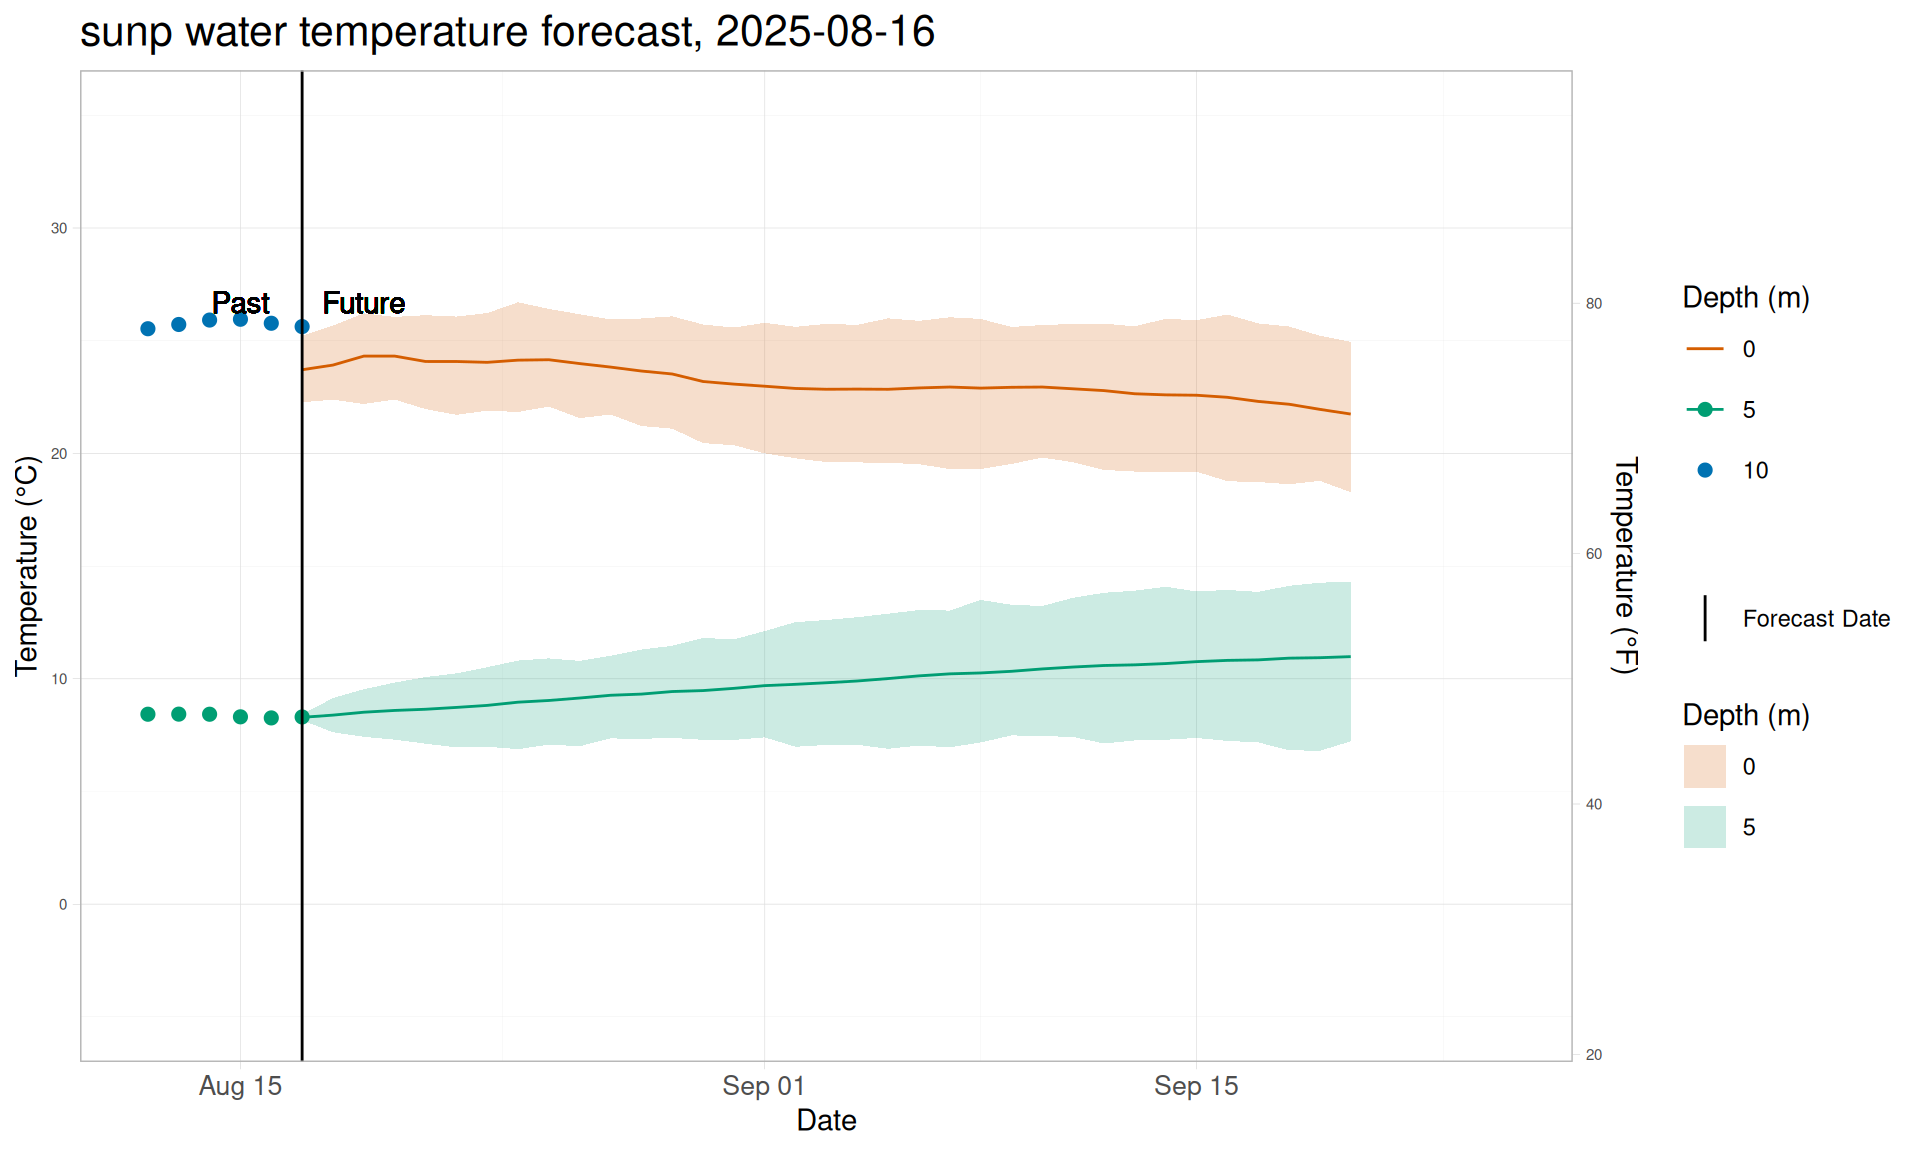 sunp water temperature forecast, 2025-08-16
Past
Future
30
20
10
0
Temperature (°C)
80
60
40
20
Temperature (°F)
Aug 15
Sep 01
Sep 15
Date
Depth (m)
0
5
10
Forecast Date
Depth (m)
0
5